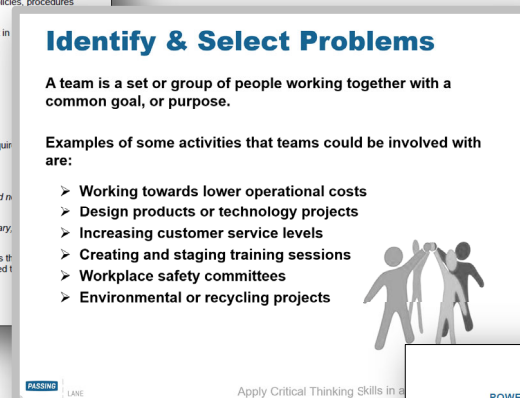 policies, procedures
in
Identify & Select Problems
A team is a set or group of people working together with a
common goal, or purpose.
Examples of some activities that teams could be involved with
are:
➢ Working towards lower operational costs
➢ Design products or technology projects
➢ Increasing customer service levels
➢ Creating and staging training sessions
➢ Workplace safety committees
➢ Environmental or recycling projects
PASSING LANE
Apply Critical Thinking Skills in a